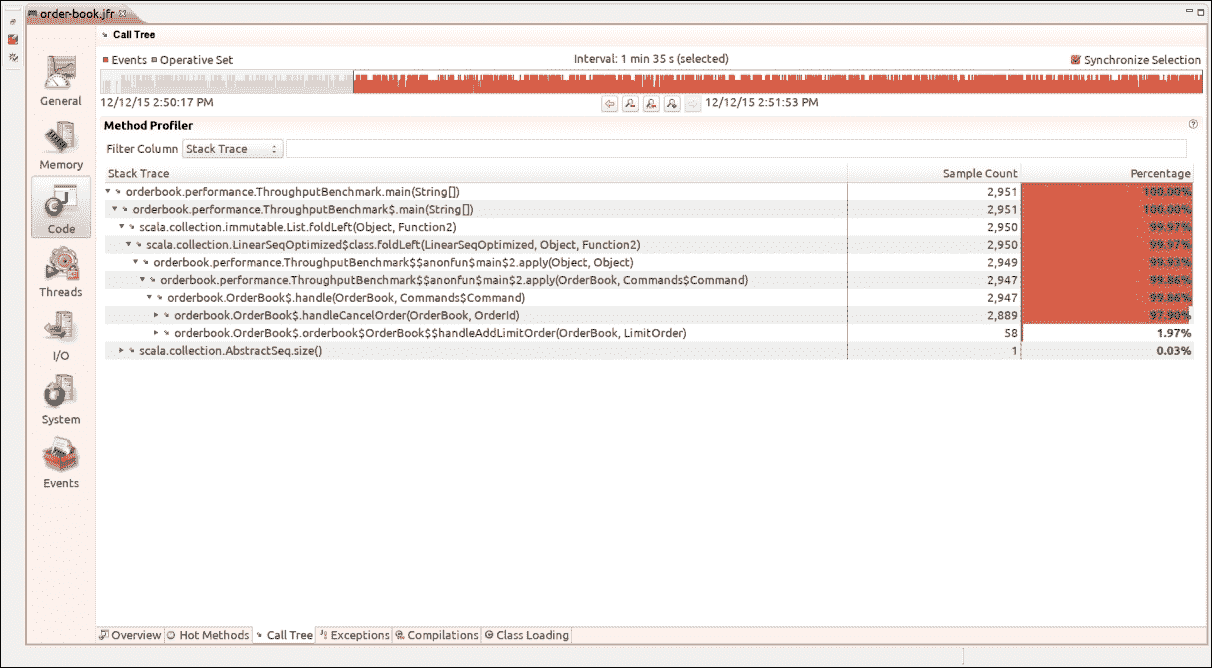 order-book.jfr
Call Tree
Events Operative Set Interval: 1 min 35 s (selected) Synchronize Selection
12/12/15 2:50:17 PM 12/12/15 2:51:53 PM
Method Profiler
Filter Column Stack Trace
Stack Trace Sample Count Percentage
orderbook.performance.ThroughputBenchmark.main(String[]) 2,951 100.00%
orderbook.performance.ThroughputBenchmark$.main(String[]) 2,951 100.00%
scala.collection.immutable.List.foldLeft(Object, Function2) 2,950 99.97%
scala.collection.LinearSeqOptimized$class.foldLeft(LinearSeqOptimized, Object, Function2) 2,950 99.97%
orderbook.performance.ThroughputBenchmark$$anonfun$main$2.apply(Object, Object) 2,949 99.93%
orderbook.performance.ThroughputBenchmark$$anonfun$main$2.apply(OrderBook, Commands$Command) 2,947 99.86%
orderbook.OrderBook$.handle(OrderBook, Commands$Command) 2,947 99.86%
orderbook.OrderBook$.handleCancelOrder(OrderBook, OrderId) 2,889 97.90%
orderbook.OrderBook$.orderbook$OrderBook$$handleAddLimitOrder(OrderBook, LimitOrder) 58 1.97%
scala.collection.AbstractSeq.size() 1 0.03%
General
Memory
Code
Threads
I/O
System
Events
Overview Hot Methods Call Tree Exceptions Compilations Class Loading